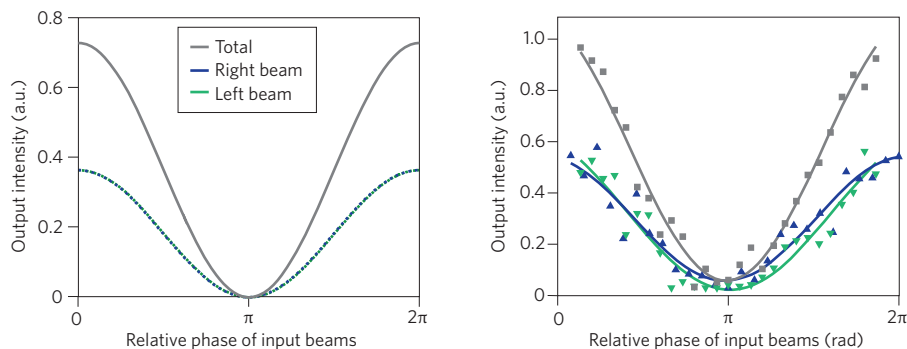 0.8
0.6
0.4
0.2
0
Output intensity (a.u.)
Total
Right beam
Left beam
0
π
2π
Relative phase of input beams
1.0
0.8
0.6
0.4
0.2
0
Output intensity (a.u.)
0
π
2π
Relative phase of input beams (rad)